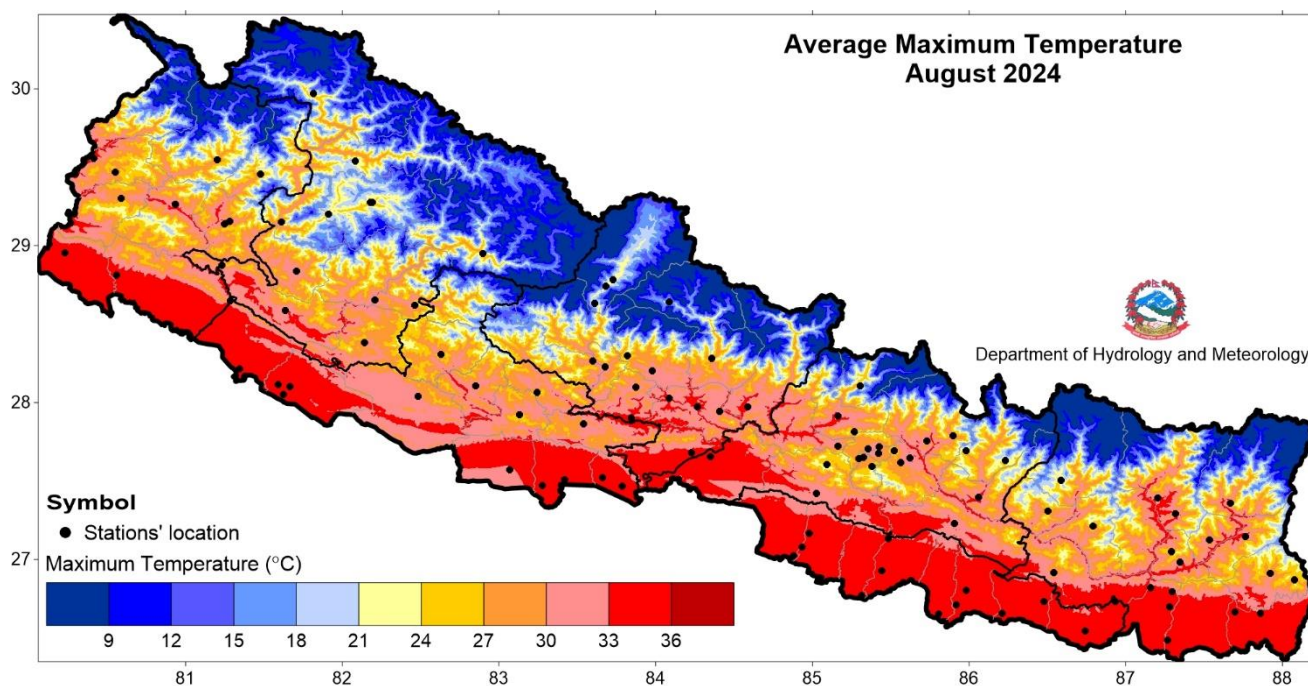 Average Maximum Temperature
August 2024
30
29
28
27
Department of Hydrology and Meteorology
Symbol
Stations' location
Maximum Temperature (°C)
9 12 15 18 21 24 27 30 33 36
81 82 83 84 85 86 87 88